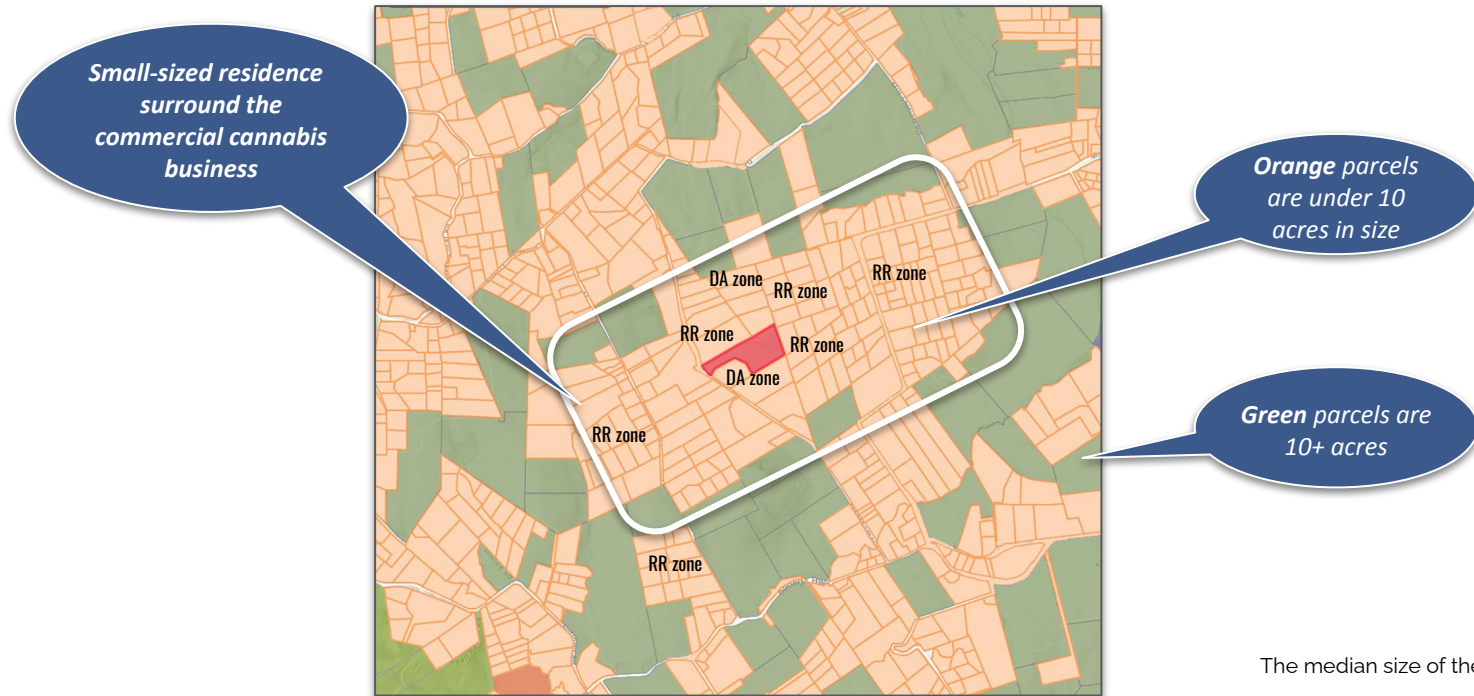 Small-sized residence
surround the
commercial cannabis
business
Orange parcels
are under 10
acres in size
DA zone
RR zone
RR zone
RR zone
RR zone
DA zone
RR zone
Green parcels are
10+ acres
RR zone
The median size of the